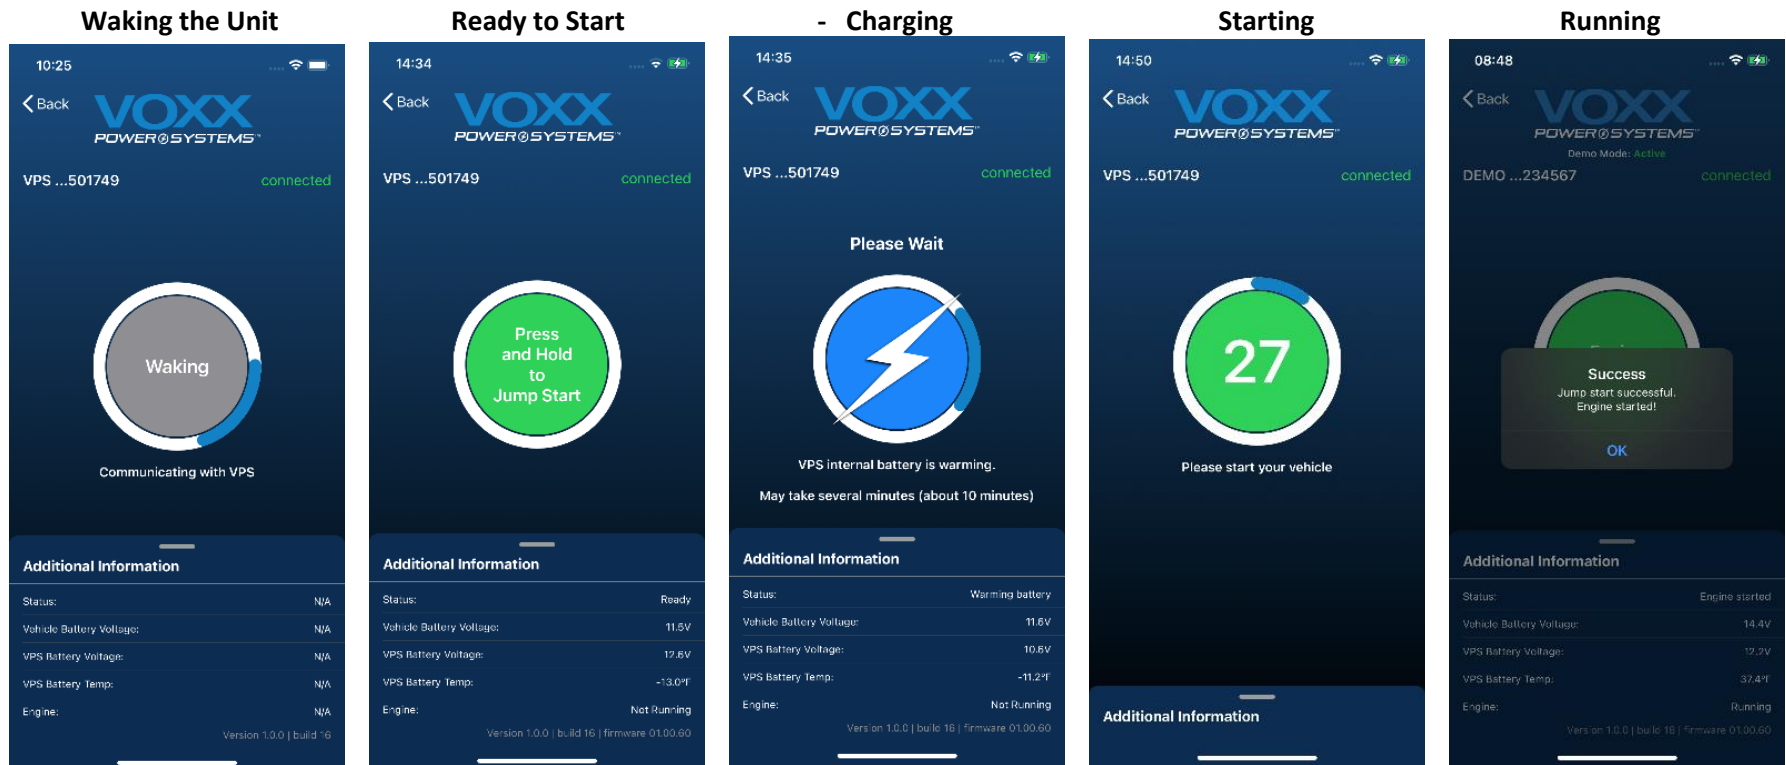 Waking the Unit
10:25
Back
VOXX
POWER SYSTEMS™
VPS ...501749 connected
Waking
Communicating with VPS
Additional Information
Status: N/A
Vehicle Battery Voltage: N/A
VPS Battery Voltage: N/A
VPS Battery Temp: N/A
Engine: N/A
Version 1.0.0 | build 16
Ready to Start
14:34
Back
VOXX
POWER SYSTEMS™
VPS ...501749 connected
Press
and Hold
to
Jump Start
Additional Information
Status: Ready
Vehicle Battery Voltage: 11.5V
VPS Battery Voltage: 12.6V
VPS Battery Temp: -13.0°F
Engine: Not Running
Version 1.0.0 | build 16 | firmware 01.00.60
- Charging
14:35
Back
VOXX
POWER SYSTEMS™
VPS ...501749 connected
Please Wait
VPS internal battery is warming.
May take several minutes (about 10 minutes)
Additional Information
Status: Warming battery
Vehicle Battery Voltage: 11.6V
VPS Battery Voltage: 10.6V
VPS Battery Temp: -11.2°F
Engine: Not Running
Version 1.0.0 | build 16 | firmware 01.00.60
Starting
14:50
Back
VOXX
POWER SYSTEMS™
VPS ...501749 connected
27
Please start your vehicle
Additional Information
Running
08:48
Back
VOXX
POWER SYSTEMS™
Demo Mode: Active
DEMO ...234567 connected
Success
Jump start successful.
Engine started!
OK
Additional Information
Status: Engine started
Vehicle Battery Voltage: 14.4V
VPS Battery Voltage: 12.2V
VPS Battery Temp: 37.4°F
Engine: Running
Version 1.0.0 | build 16 | firmware 01.00.60